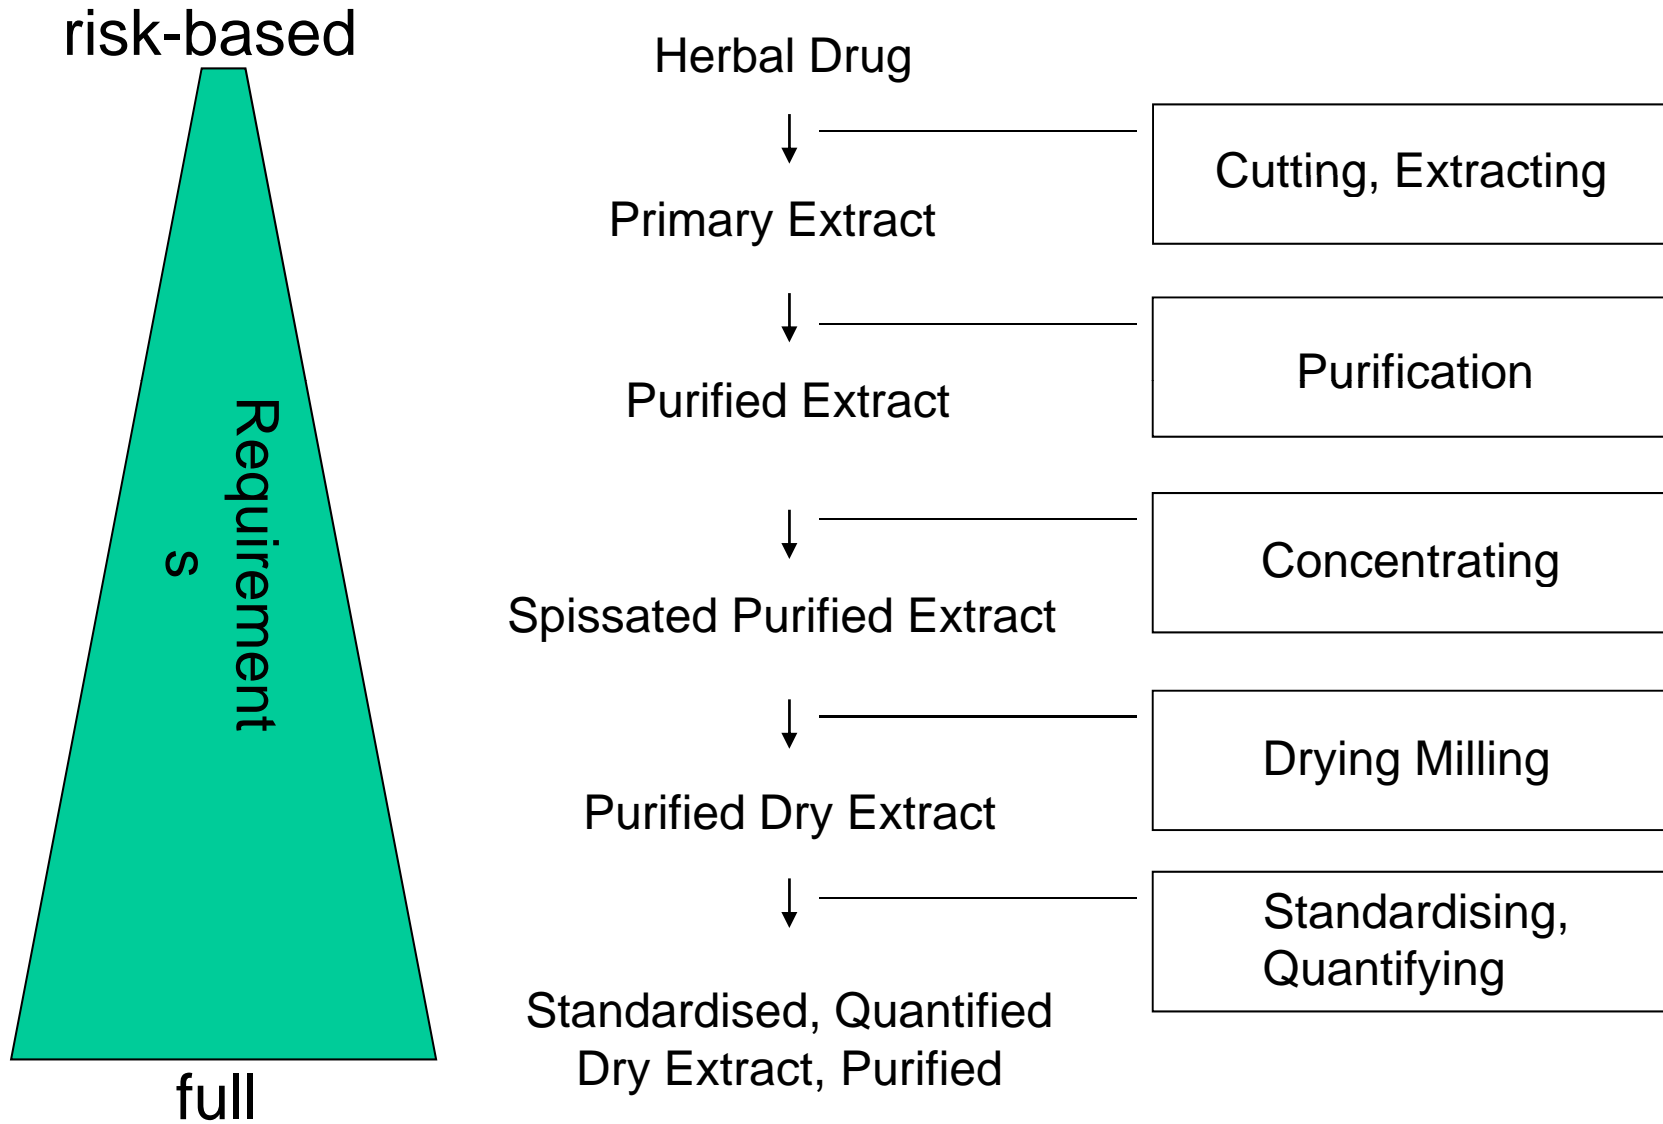 risk-based
Requirement
s
full
Herbal Drug
Cutting, Extracting
Primary Extract
Purification
Purified Extract
Concentrating
Spissated Purified Extract
Drying Milling
Purified Dry Extract
Standardising,
Quantifying
Standardised, Quantified
Dry Extract, Purified